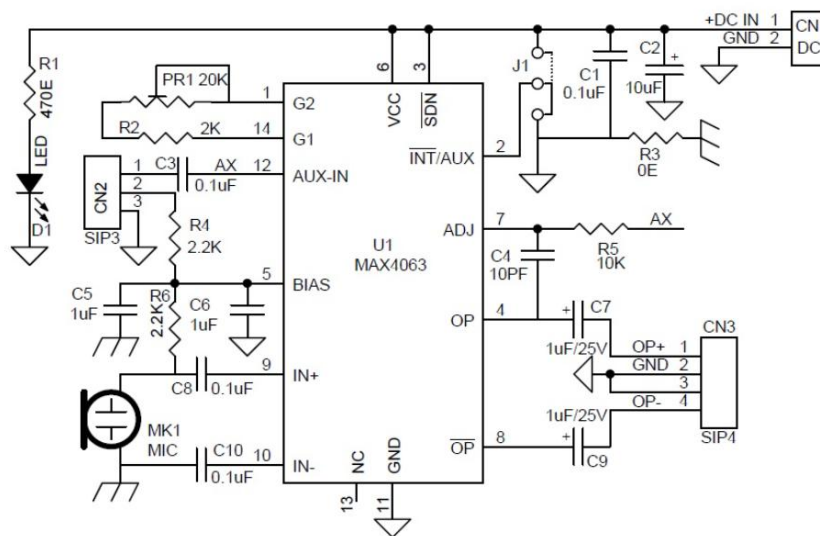 +DC IN 1
GND 2
CN
DC
R1
470E
LED
D1
PR1 20K
R2 2K
1 G2
14 G1
6 VCC
3 SDN
J1
C1
0.1uF
C2
10uF
+
2 INT/AUX
R3
0E
CN2
1
2
3
SIP3
C3
0.1uF
AX
12 AUX-IN
R4
2.2K
U1
MAX4063
ADJ 7
C4
10PF
R5
10K
AX
5 BIAS
C5
1uF
R6
2.2K
C6
1uF
OP 4
+ C7
1uF/25V
CN3
OP+ 1
GND 2
3
OP- 4
SIP4
C8
0.1uF
9 IN+
MK1
MIC
C10
0.1uF
10 IN-
OP 8
1uF/25V
+
C9
NC
13
GND
11